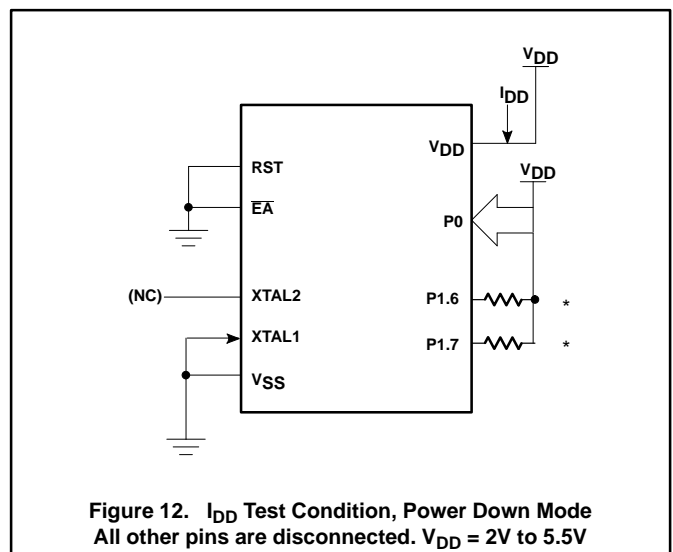 VDD
IDD
VDD
VDD
RST
EA
P0
(NC)
XTAL2
P1.6
*
XTAL1
P1.7
*
VSS
Figure 12. IDD Test Condition, Power Down Mode
All other pins are disconnected. VDD = 2V to 5.5V